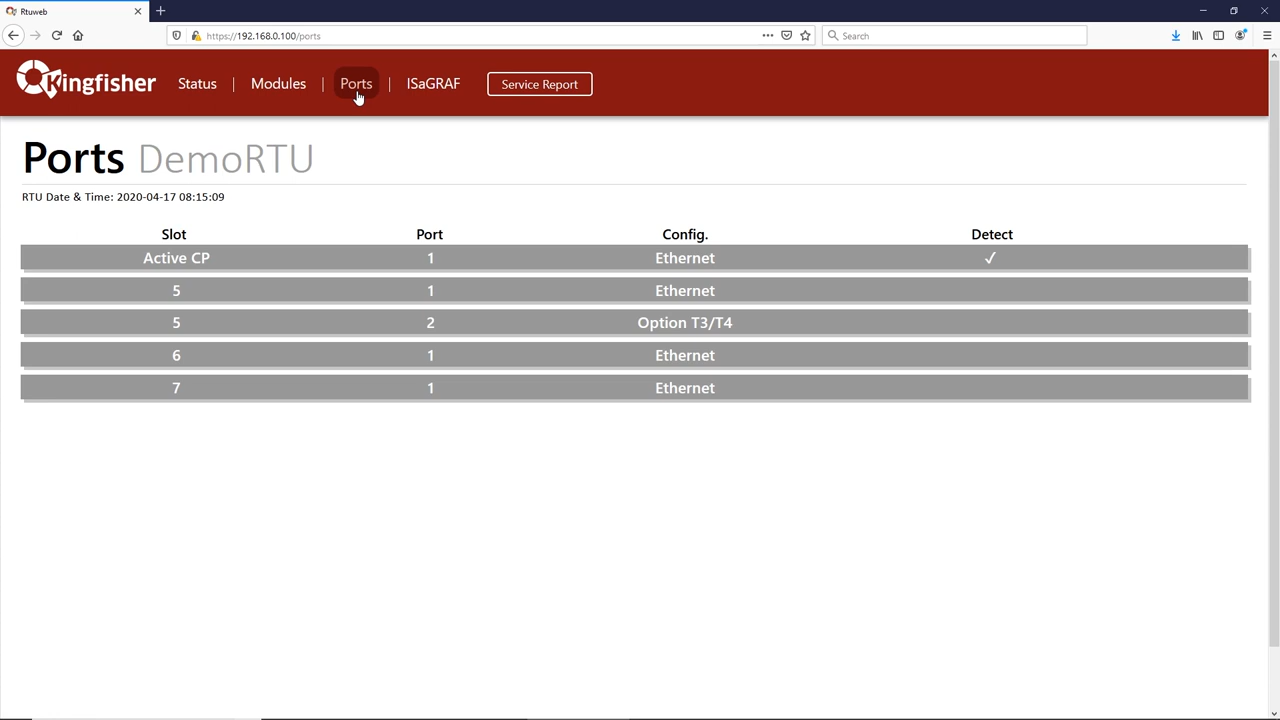 Rtuweb
https://192.168.0.100/ports
Search
Kingfisher
Status | Modules | Ports | ISaGRAF Service Report
Ports DemoRTU
RTU Date & Time: 2020-04-17 08:15:09
Slot Port Config. Detect
Active CP 1 Ethernet ✓
5 1 Ethernet
5 2 Option T3/T4
6 1 Ethernet
7 1 Ethernet